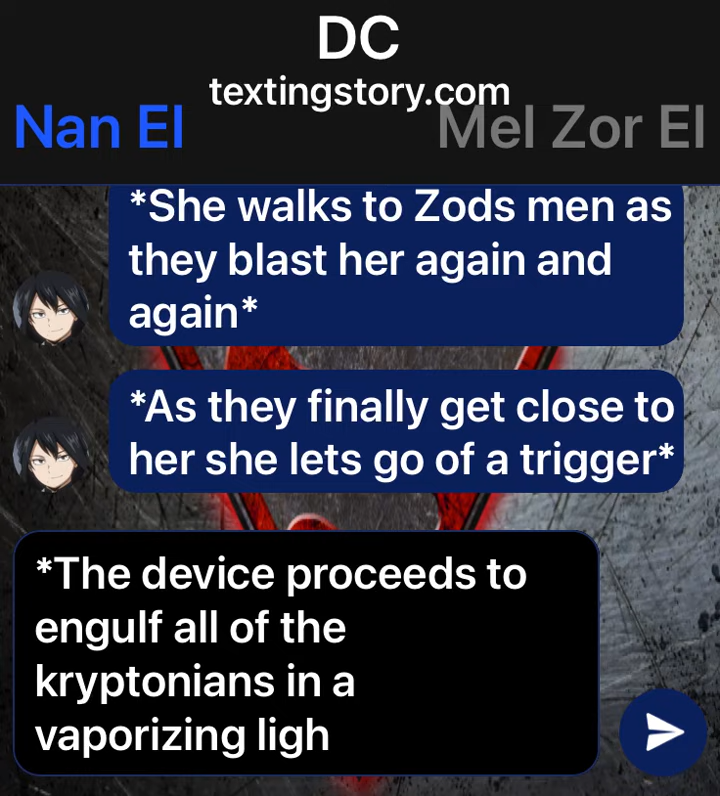 DC
textingstory.com
Nan El
Mel Zor El
*She walks to Zods men as
they blast her again and
again*
*As they finally get close to
her she lets go of a trigger*
*The device proceeds to
engulf all of the
kryptonians in a
vaporizing ligh